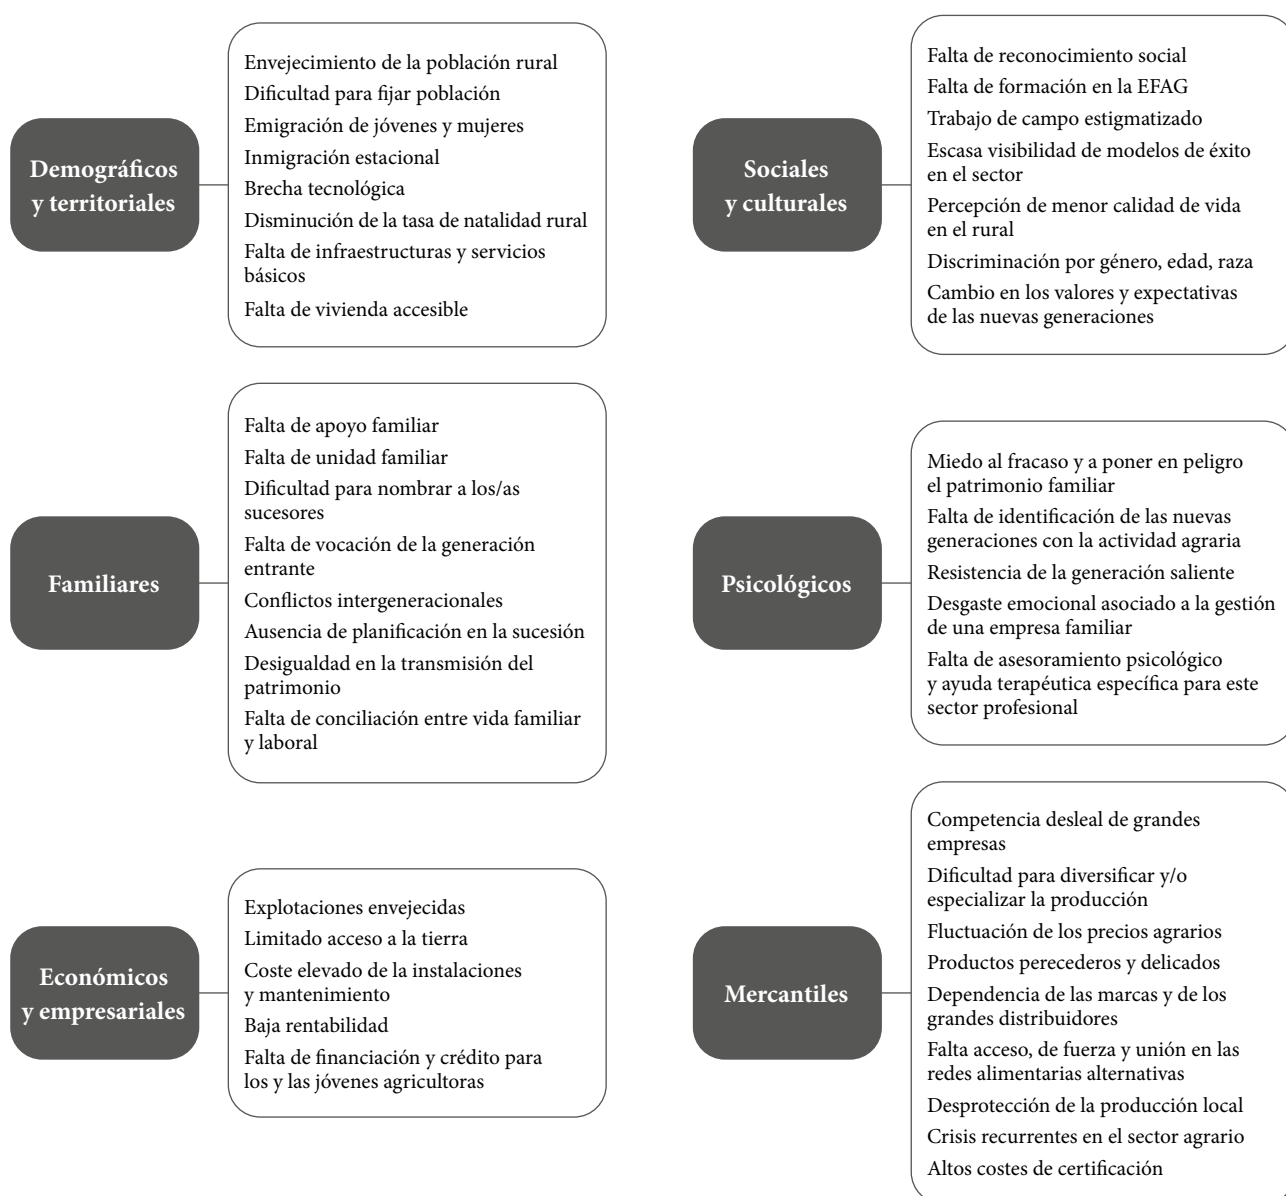 Demográficos
y territoriales
Envejecimiento de la población rural
Dificultad para fijar población
Emigración de jóvenes y mujeres
Inmigración estacional
Brecha tecnológica
Disminución de la tasa de natalidad rural
Falta de infraestructuras y servicios
básicos
Falta de vivienda accesible
Sociales
y culturales
Falta de reconocimiento social
Falta de formación en la EFAG
Trabajo de campo estigmatizado
Escasa visibilidad de modelos de éxito
en el sector
Percepción de menor calidad de vida
en el rural
Discriminación por género, edad, raza
Cambio en los valores y expectativas
de las nuevas generaciones
Familiares
Falta de apoyo familiar
Falta de unidad familiar
Dificultad para nombrar a los/as
sucesores
Falta de vocación de la generación
entrante
Conflictos intergeneracionales
Ausencia de planificación en la sucesión
Desigualdad en la transmisión del
patrimonio
Falta de conciliación entre vida familiar
y laboral
Psicológicos
Miedo al fracaso y a poner en peligro
el patrimonio familiar
Falta de identificación de las nuevas
generaciones con la actividad agraria
Resistencia de la generación saliente
Desgaste emocional asociado a la gestión
de una empresa familiar
Falta de asesoramiento psicológico
y ayuda terapéutica específica para este
sector profesional
Económicos
y empresariales
Explotaciones envejecidas
Limitado acceso a la tierra
Coste elevado de la instalaciones
y mantenimiento
Baja rentabilidad
Falta de financiación y crédito para
los y las jóvenes agricultoras
Mercantiles
Competencia desleal de grandes
empresas
Dificultad para diversificar y/o
especializar la producción
Fluctuación de los precios agrarios
Productos perecederos y delicados
Dependencia de las marcas y de los
grandes distribuidores
Falta acceso, de fuerza y unión en las
redes alimentarias alternativas
Desprotección de la producción local
Crisis recurrentes en el sector agrario
Altos costes de certificación